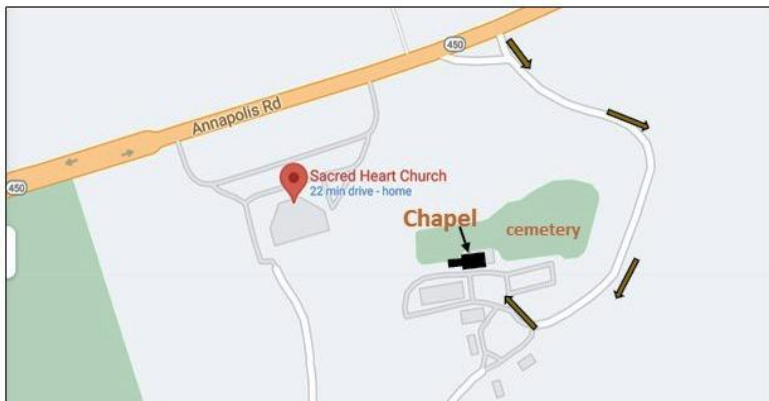 450
Annapolis Rd
Sacred Heart Church
22 min drive - home
Chapel
cemetery
450